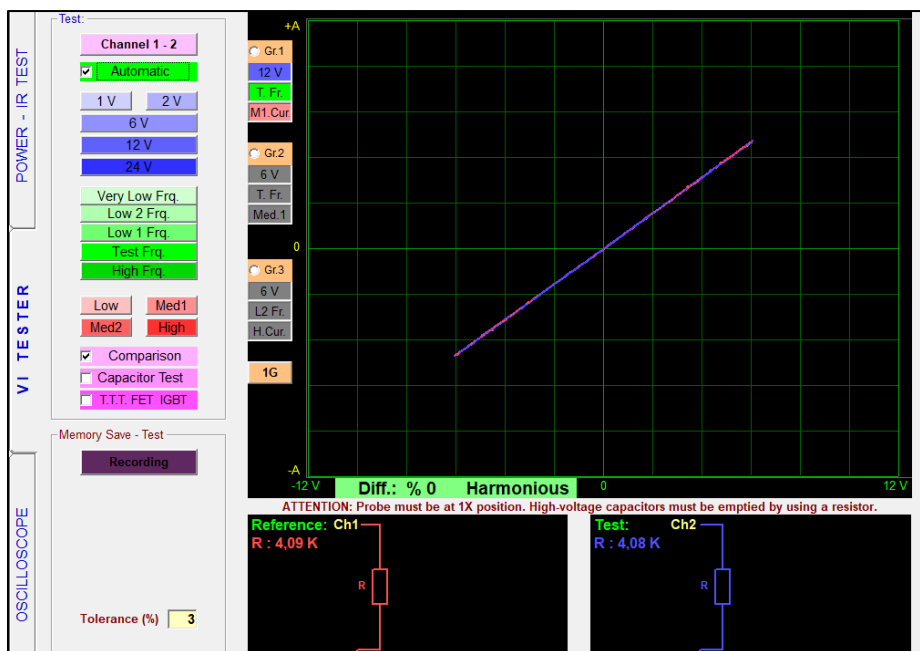 POWER - IR TEST
VI TESTER
OSCILLOSCOPE
Test:
Channel 1 - 2
Automatic
1 V
2 V
6 V
12 V
24 V
Very Low Frq.
Low 2 Frq.
Low 1 Frq.
Test Frq.
High Frq.
Low
Med1
Med2
High
Comparison
Capacitor Test
T.T.T. FET IGBT
Memory Save - Test
Recording
Tolerance (%) 3
Gr.1
12 V
T. Fr.
M1.Cur
Gr.2
6 V
T. Fr.
Med.1
Gr.3
6 V
L2 Fr.
H.Cur.
1G
+A
0
-A
-12 V
0
12 V
Diff.: % 0 Harmonious
ATTENTION: Probe must be at 1X position. High-voltage capacitors must be emptied by using a resistor.
Reference: Ch1
R : 4,09 K
R
Test: Ch2
R : 4,08 K
R